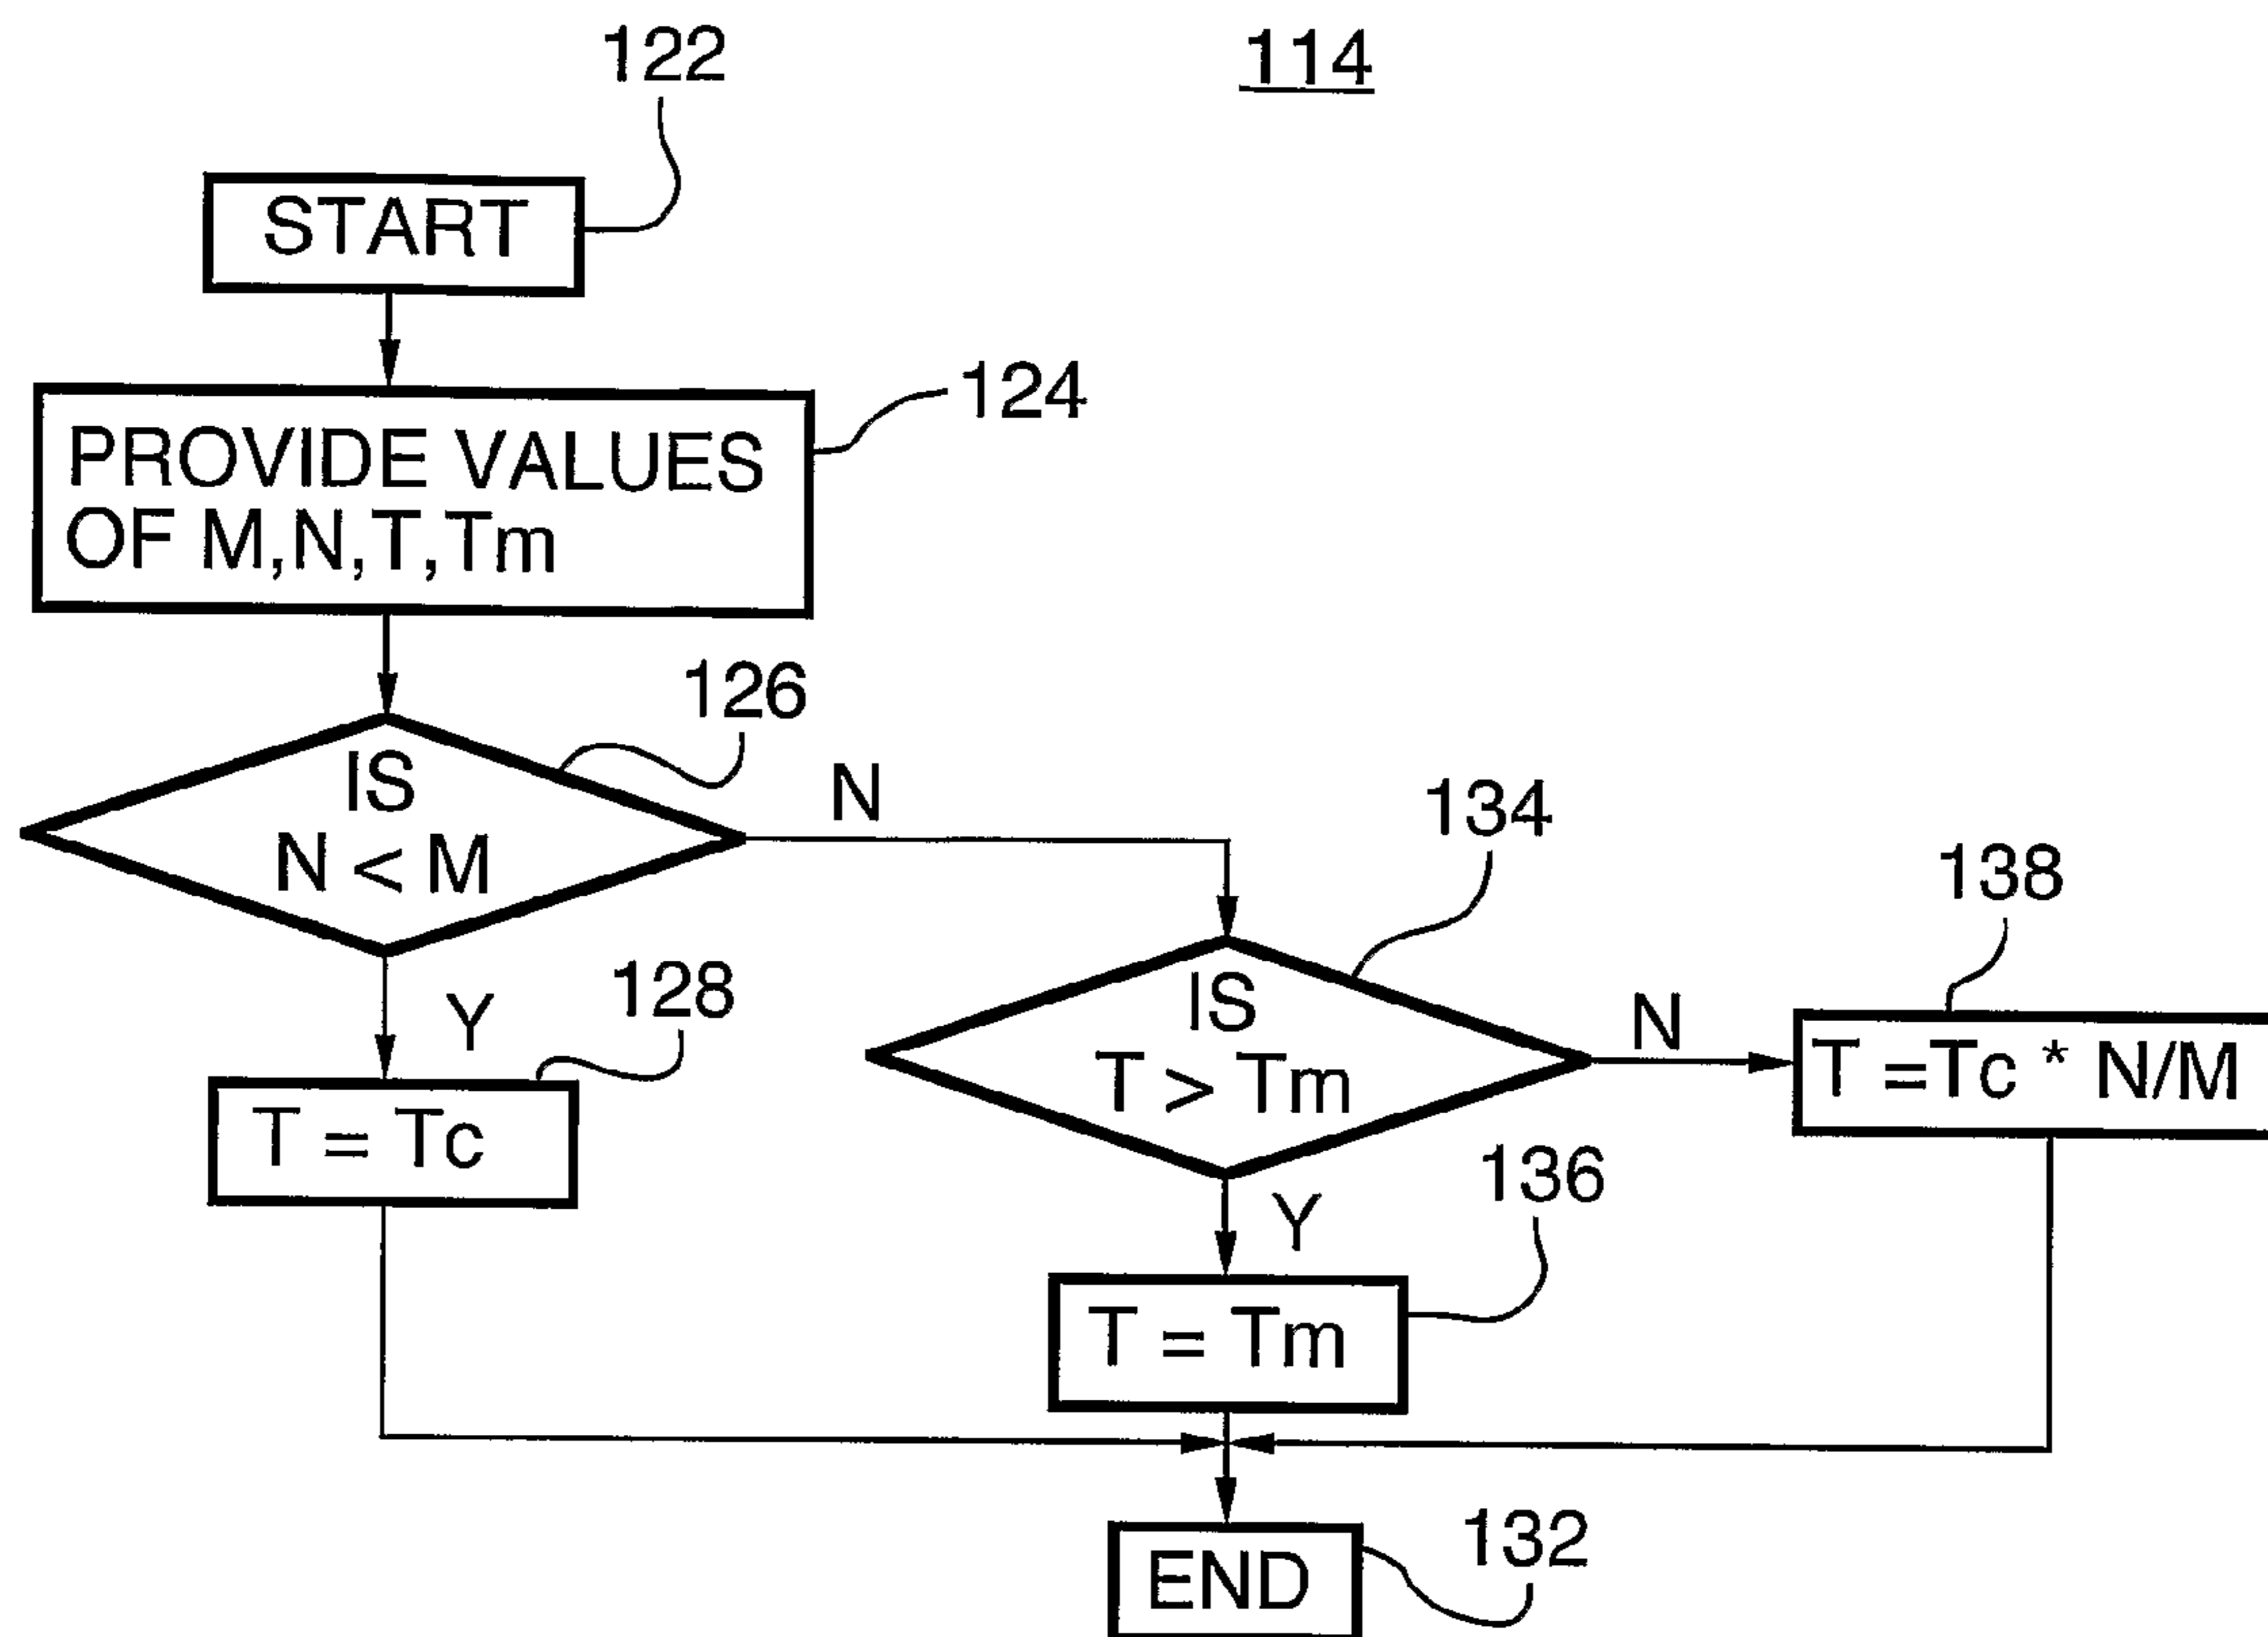 122
114
START
124
PROVIDE VALUES
OF M,N,T,Tm
126
IS
N < M
N
134
138
Y
128
IS
T > Tm
N
T =Tc * N/M
T = Tc
136
Y
T = Tm
132
END